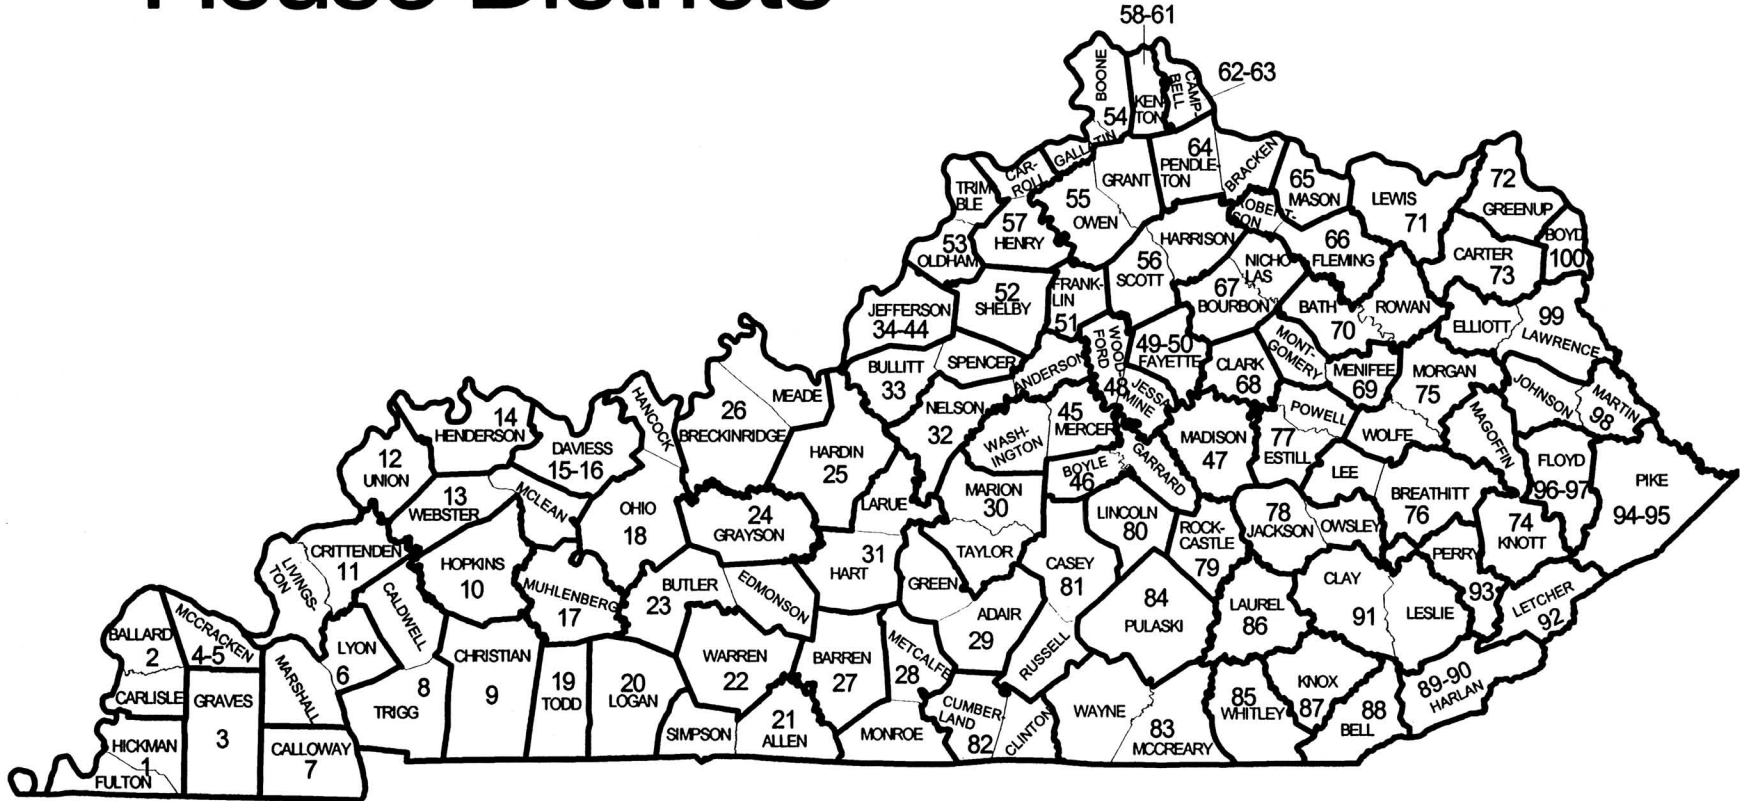 House Districts
58-61
62-63
BOONE
54
KEN
TON
CAMP-
BELL
GALLATIN
CAR-
ROLL
TRIM
BLE
64
PENDLE-
TON
GRANT
BRACKEN
65
MASON
LEWIS
71
72
GREENUP
BOYD
100
CARTER
73
55
OWEN
57
HENRY
53
OLDHAM
ROBERT-
SON
HARRISON
66
FLEMING
56
SCOTT
NICHO
LAS
67
BOURBON
BATH
70
ROWAN
ELLIOTT
99
LAWRENCE
JEFFERSON
34-44
52
SHELBY
FRANK-
LIN
51
WOOD
FORD
48
49-50
FAYETTE
MONT-
GOMERY
MENIFEE
69
MORGAN
75
JOHNSON
MARTIN
98
BULLITT
33
SPENCER
ANDERSON
JESSA
MINE
CLARK
68
POWELL
WOLFE
MAGOFFIN
26
BRECKINRIDGE
MEADE
HANCOCK
NELSON
32
WASH-
INGTON
45
MERCER
MADISON
47
77
ESTILL
LEE
FLOYD
96-97
PIKE
94-95
14
HENDERSON
DAVIESS
15-16
HARDIN
25
LARUE
MARION
30
BOYLE
46
GARRARD
12
UNION
13
WEBSTER
MCLEAN
OHIO
18
24
GRAYSON
LINCOLN
80
ROCK-
CASTLE
79
78
JACKSON
OWSLEY
BREATHITT
76
74
KNOTT
PERRY
93
CRITTENDEN
11
LIVINGS-
TON
HOPKINS
10
MUHLENBERG
17
BUTLER
23
EDMONSON
31
HART
GREEN
TAYLOR
CASEY
81
CLAY
91
LESLIE
LETCHER
92
CALDWELL
LYON
6
ADAIR
29
84
PULASKI
LAUREL
86
BALLARD
2
MCCRACKEN
4-5
CARLISLE
GRAVES
3
MARSHALL
TRIGG
8
CHRISTIAN
9
19
TODD
20
LOGAN
WARREN
22
BARREN
27
METCALFE
28
RUSSELL
KNOX
87
85
WHITLEY
88
BELL
89-90
HARLAN
HICKMAN
1
FULTON
CALLOWAY
7
SIMPSON
21
ALLEN
MONROE
CUMBER-
LAND
82
CLINTON
WAYNE
83
MCCREARY